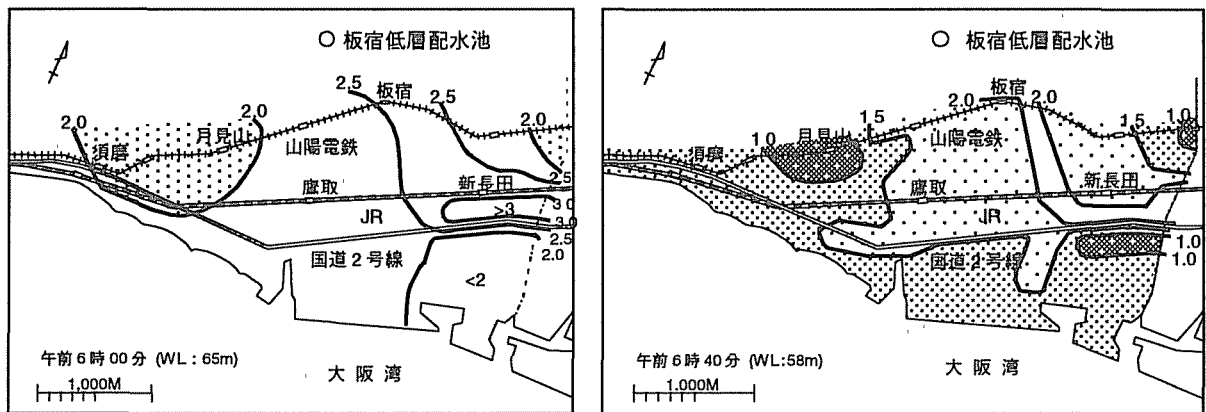 ○ 板宿低層配水池
2.5
板宿
2.5
2.0
2.0
2.0
月見山
山陽電鉄
須磨
鷹取
新長田
2.5
>3
3.0
3.0
JR
2.5
2.0
国道2号線
<2
午前6時00分 (WL : 65m)
1,000M
大阪湾
○ 板宿低層配水池
板宿
2.0
2.0
1.5
1.0
1.5
1.0
月見山
山陽電鉄
須磨
鷹取
新長田
JR
国道2号線
1.0
1.0
午前6時40分 (WL:58m)
1.000M
大阪湾